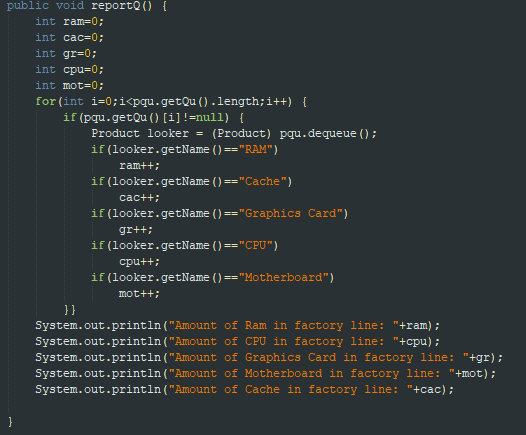 public void reportQ() {
    int ram=0;
    int cac=0;
    int gr=0;
    int cpu=0;
    int mot=0;
    for(int i=0;i<pqu.getQu().length;i++) {
        if(pqu.getQu()[i]!=null) {
            Product looker = (Product) pqu.dequeue();
            if(looker.getName()=="RAM")
                ram++;
            if(looker.getName()=="Cache")
                cac++;
            if(looker.getName()=="Graphics Card")
                gr++;
            if(looker.getName()=="CPU")
                cpu++;
            if(looker.getName()=="Motherboard")
                mot++;
        }}
    System.out.println("Amount of Ram in factory line: "+ram);
    System.out.println("Amount of CPU in factory line: "+cpu);
    System.out.println("Amount of Graphics Card in factory line: "+gr);
    System.out.println("Amount of Motherboard in factory line: "+mot);
    System.out.println("Amount of Cache in factory line: "+cac);
}